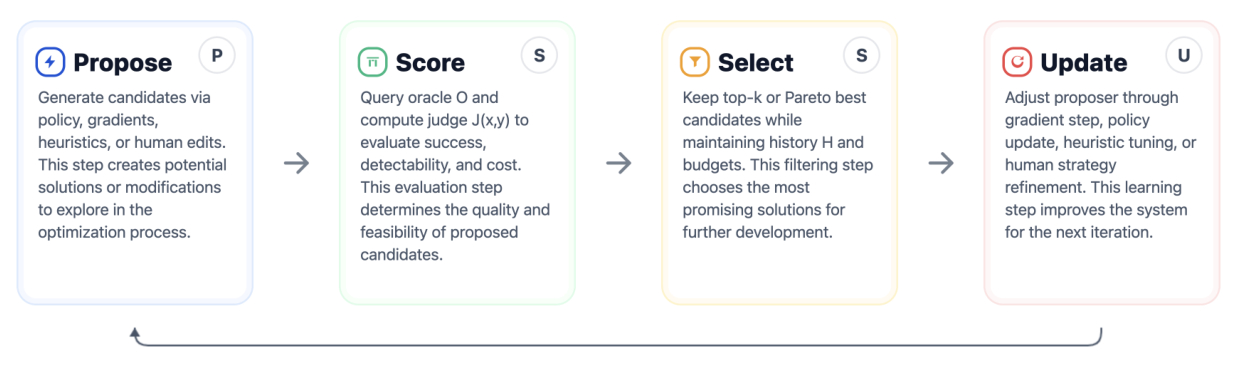 Propose
P
Generate candidates via
policy, gradients,
heuristics, or human edits.
This step creates potential
solutions or modifications
to explore in the
optimization process.
Score
S
Query oracle O and
compute judge J(x,y) to
evaluate success,
detectability, and cost.
This evaluation step
determines the quality and
feasibility of proposed
candidates.
Select
S
Keep top-k or Pareto best
candidates while
maintaining history H and
budgets. This filtering step
chooses the most
promising solutions for
further development.
Update
U
Adjust proposer through
gradient step, policy
update, heuristic tuning, or
human strategy
refinement. This learning
step improves the system
for the next iteration.